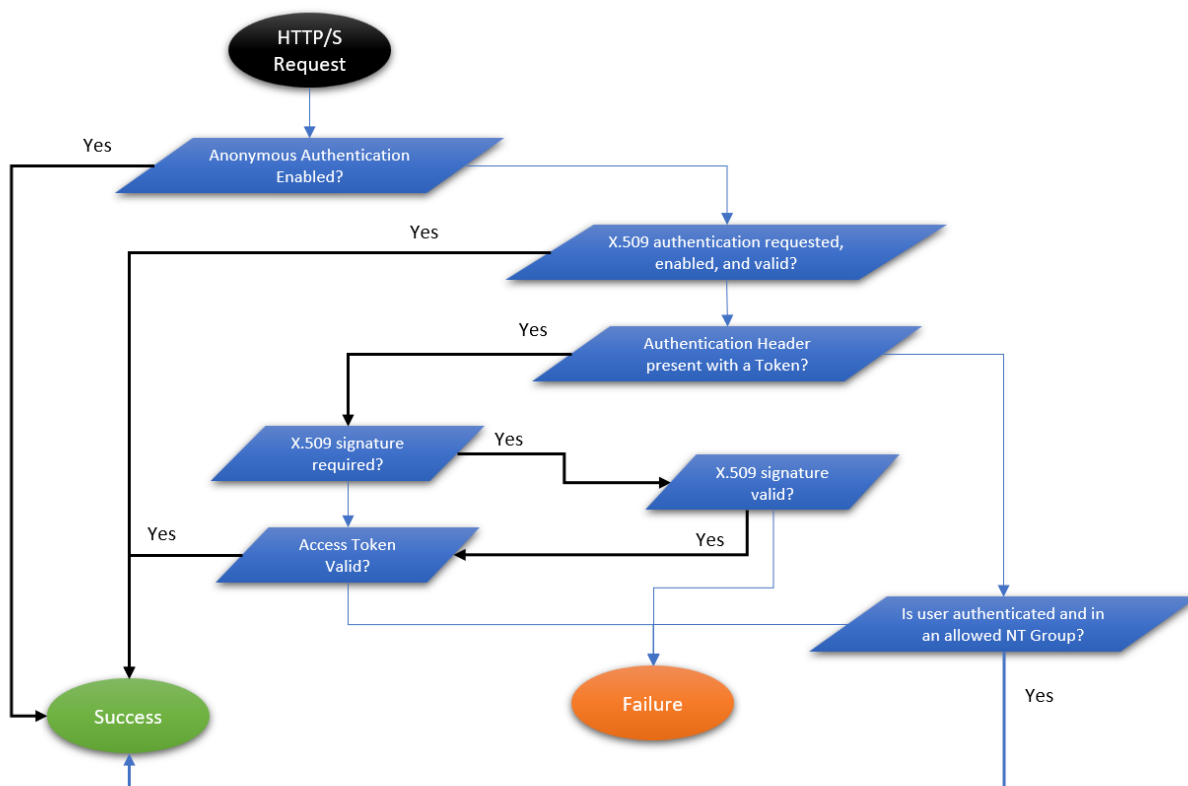 HTTP/S
Request
Yes
Anonymous Authentication
Enabled?
Yes
X.509 authentication requested,
enabled, and valid?
Yes
Authentication Header
present with a Token?
X.509 signature
required?
Yes
X.509 signature
valid?
Yes
Access Token
Valid?
Yes
Is user authenticated and in
an allowed NT Group?
Success
Failure
Yes